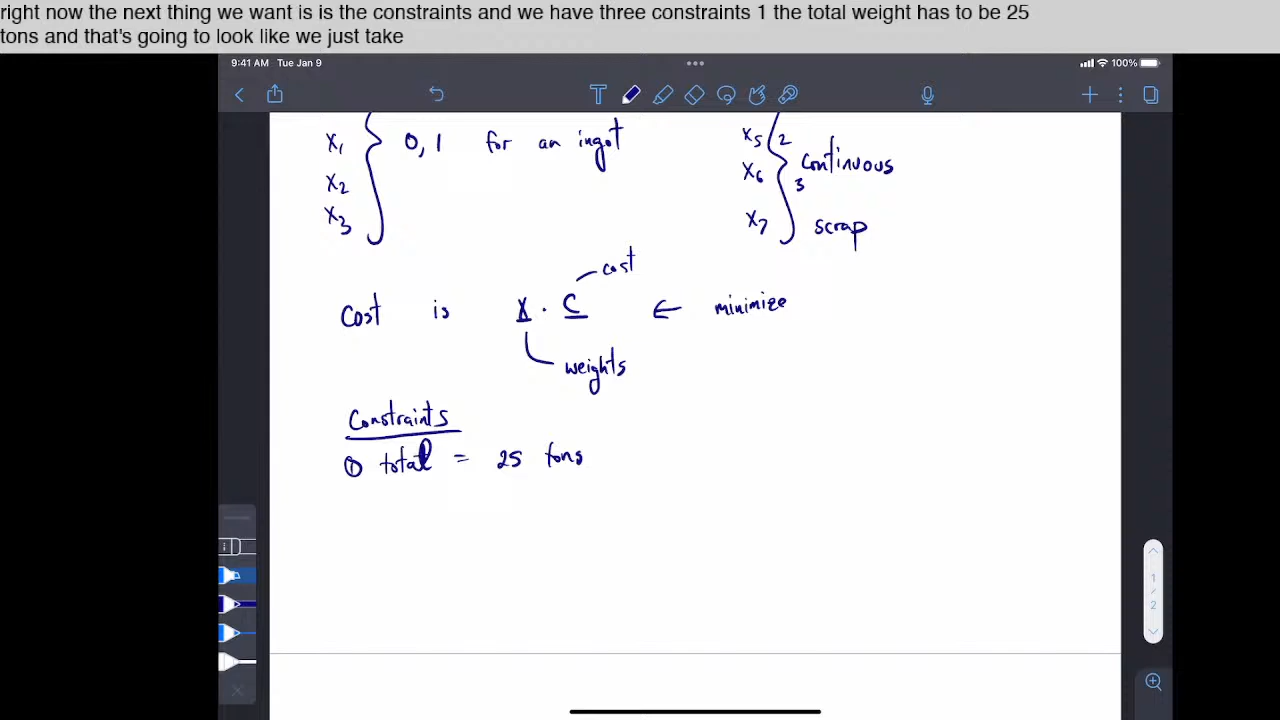 right now the next thing we want is is the constraints and we have three constraints 1 the total weight has to be 25
tons and that's going to look like we just take
9:41 AM Tue Jan 9
100%
x₁ 0, 1 for an ingot
x₂
x₃
x₅ 2
x₆ 3 continuous
x₇ scrap
cost
Cost is x · c ← minimize
weights
Constraints
① total = 25 tons
1
/
2